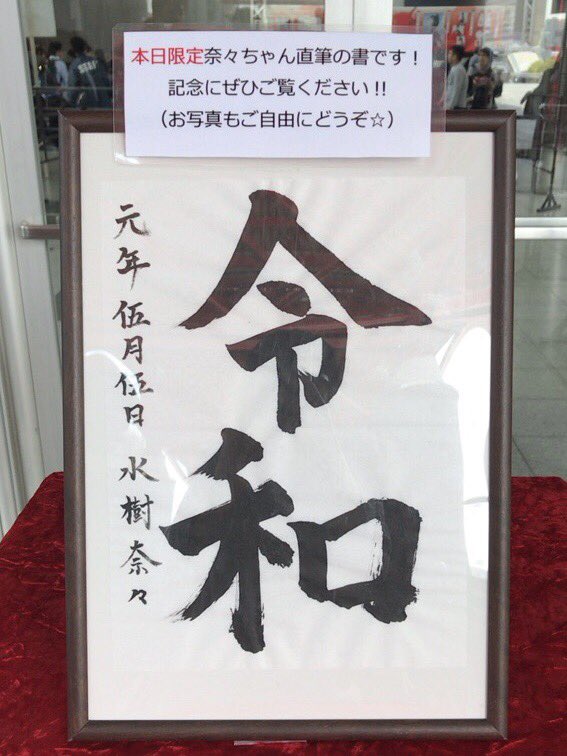 本日限定奈々ちゃん直筆の書です！
記念にぜひご覧ください!!
（お写真もご自由にどうぞ☆）
令和
元年 伍月伍日 水樹奈々